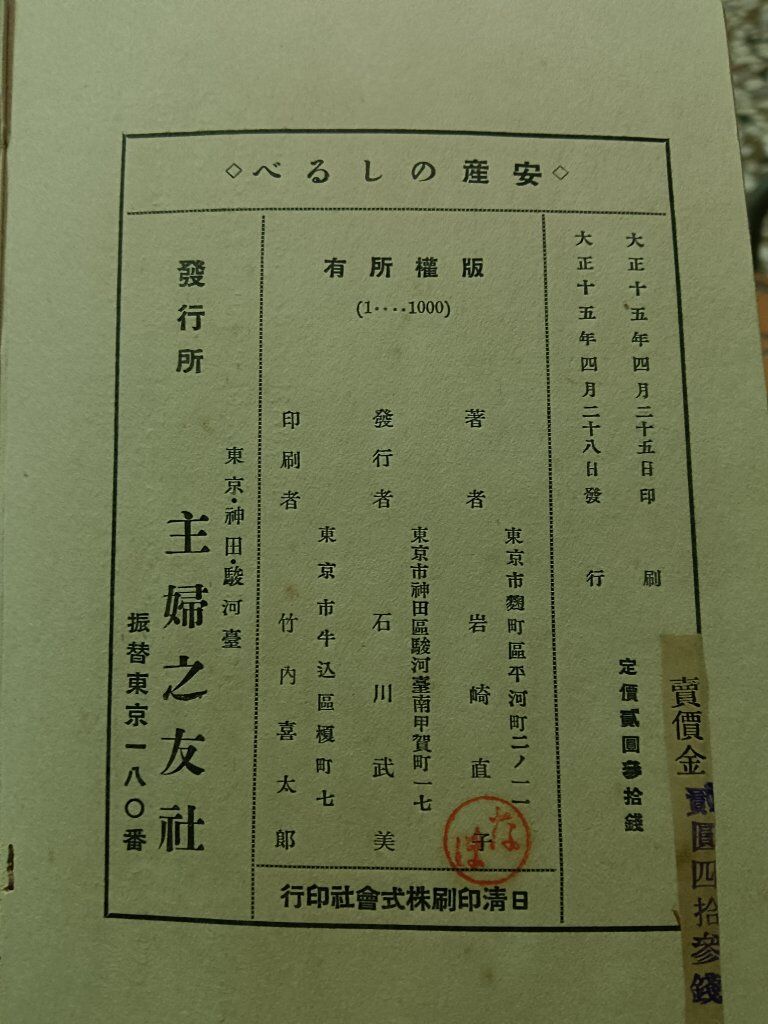 ◇安産のしるべ◇
大正十五年四月二十五日印刷
大正十五年四月二十八日發行
定價貳圓參拾錢
賣價金貳圓四拾參錢
版權所有
(1‥‥1000)
著者
東京市麴町區平河町二ノ一一
岩崎直子
なほ
發行者
東京市神田區駿河臺南甲賀町一七
石川武美
印刷者
東京市牛込區榎町七
竹內喜太郎
日清印刷株式會社印行
發行所
東京・神田・駿河臺
主婦之友社
振替東京一八〇番